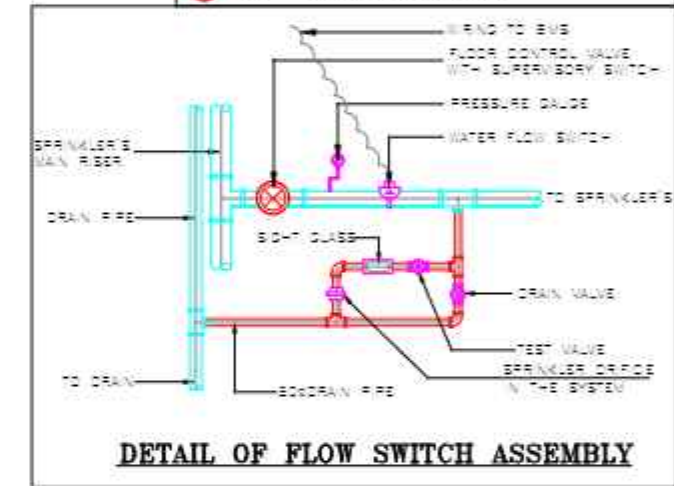 WIRING TO BMS
FLOOR CONTROL VALVE
WITH SUPERVISORY SWITCH
PRESSURE GAUGE
WATER FLOW SWITCH
SPRINKLER'S
MAIN RISER
TO SPRINKLER'S
DRAIN PIPE
SIGHT GLASS
DRAIN VALVE
TEST VALVE
SPRINKLER ORIFICE
IN THE SYSTEM
TO DRAIN
DRAIN PIPE
DETAIL OF FLOW SWITCH ASSEMBLY